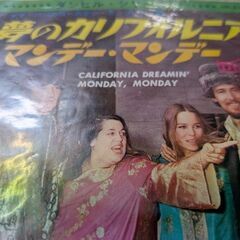 夢のカリフォルニア
マンデー・マンデー
CALIFORNIA DREAMIN'
MONDAY, MONDAY